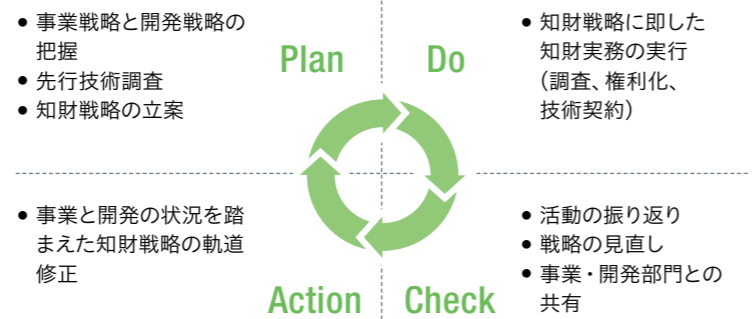 Plan
• 事業戦略と開発戦略の
把握
• 先行技術調査
• 知財戦略の立案
Do
• 知財戦略に即した
知財実務の実行
（調査、権利化、
技術契約）
Action
• 事業と開発の状況を踏
まえた知財戦略の軌道
修正
Check
• 活動の振り返り
• 戦略の見直し
• 事業・開発部門との
共有